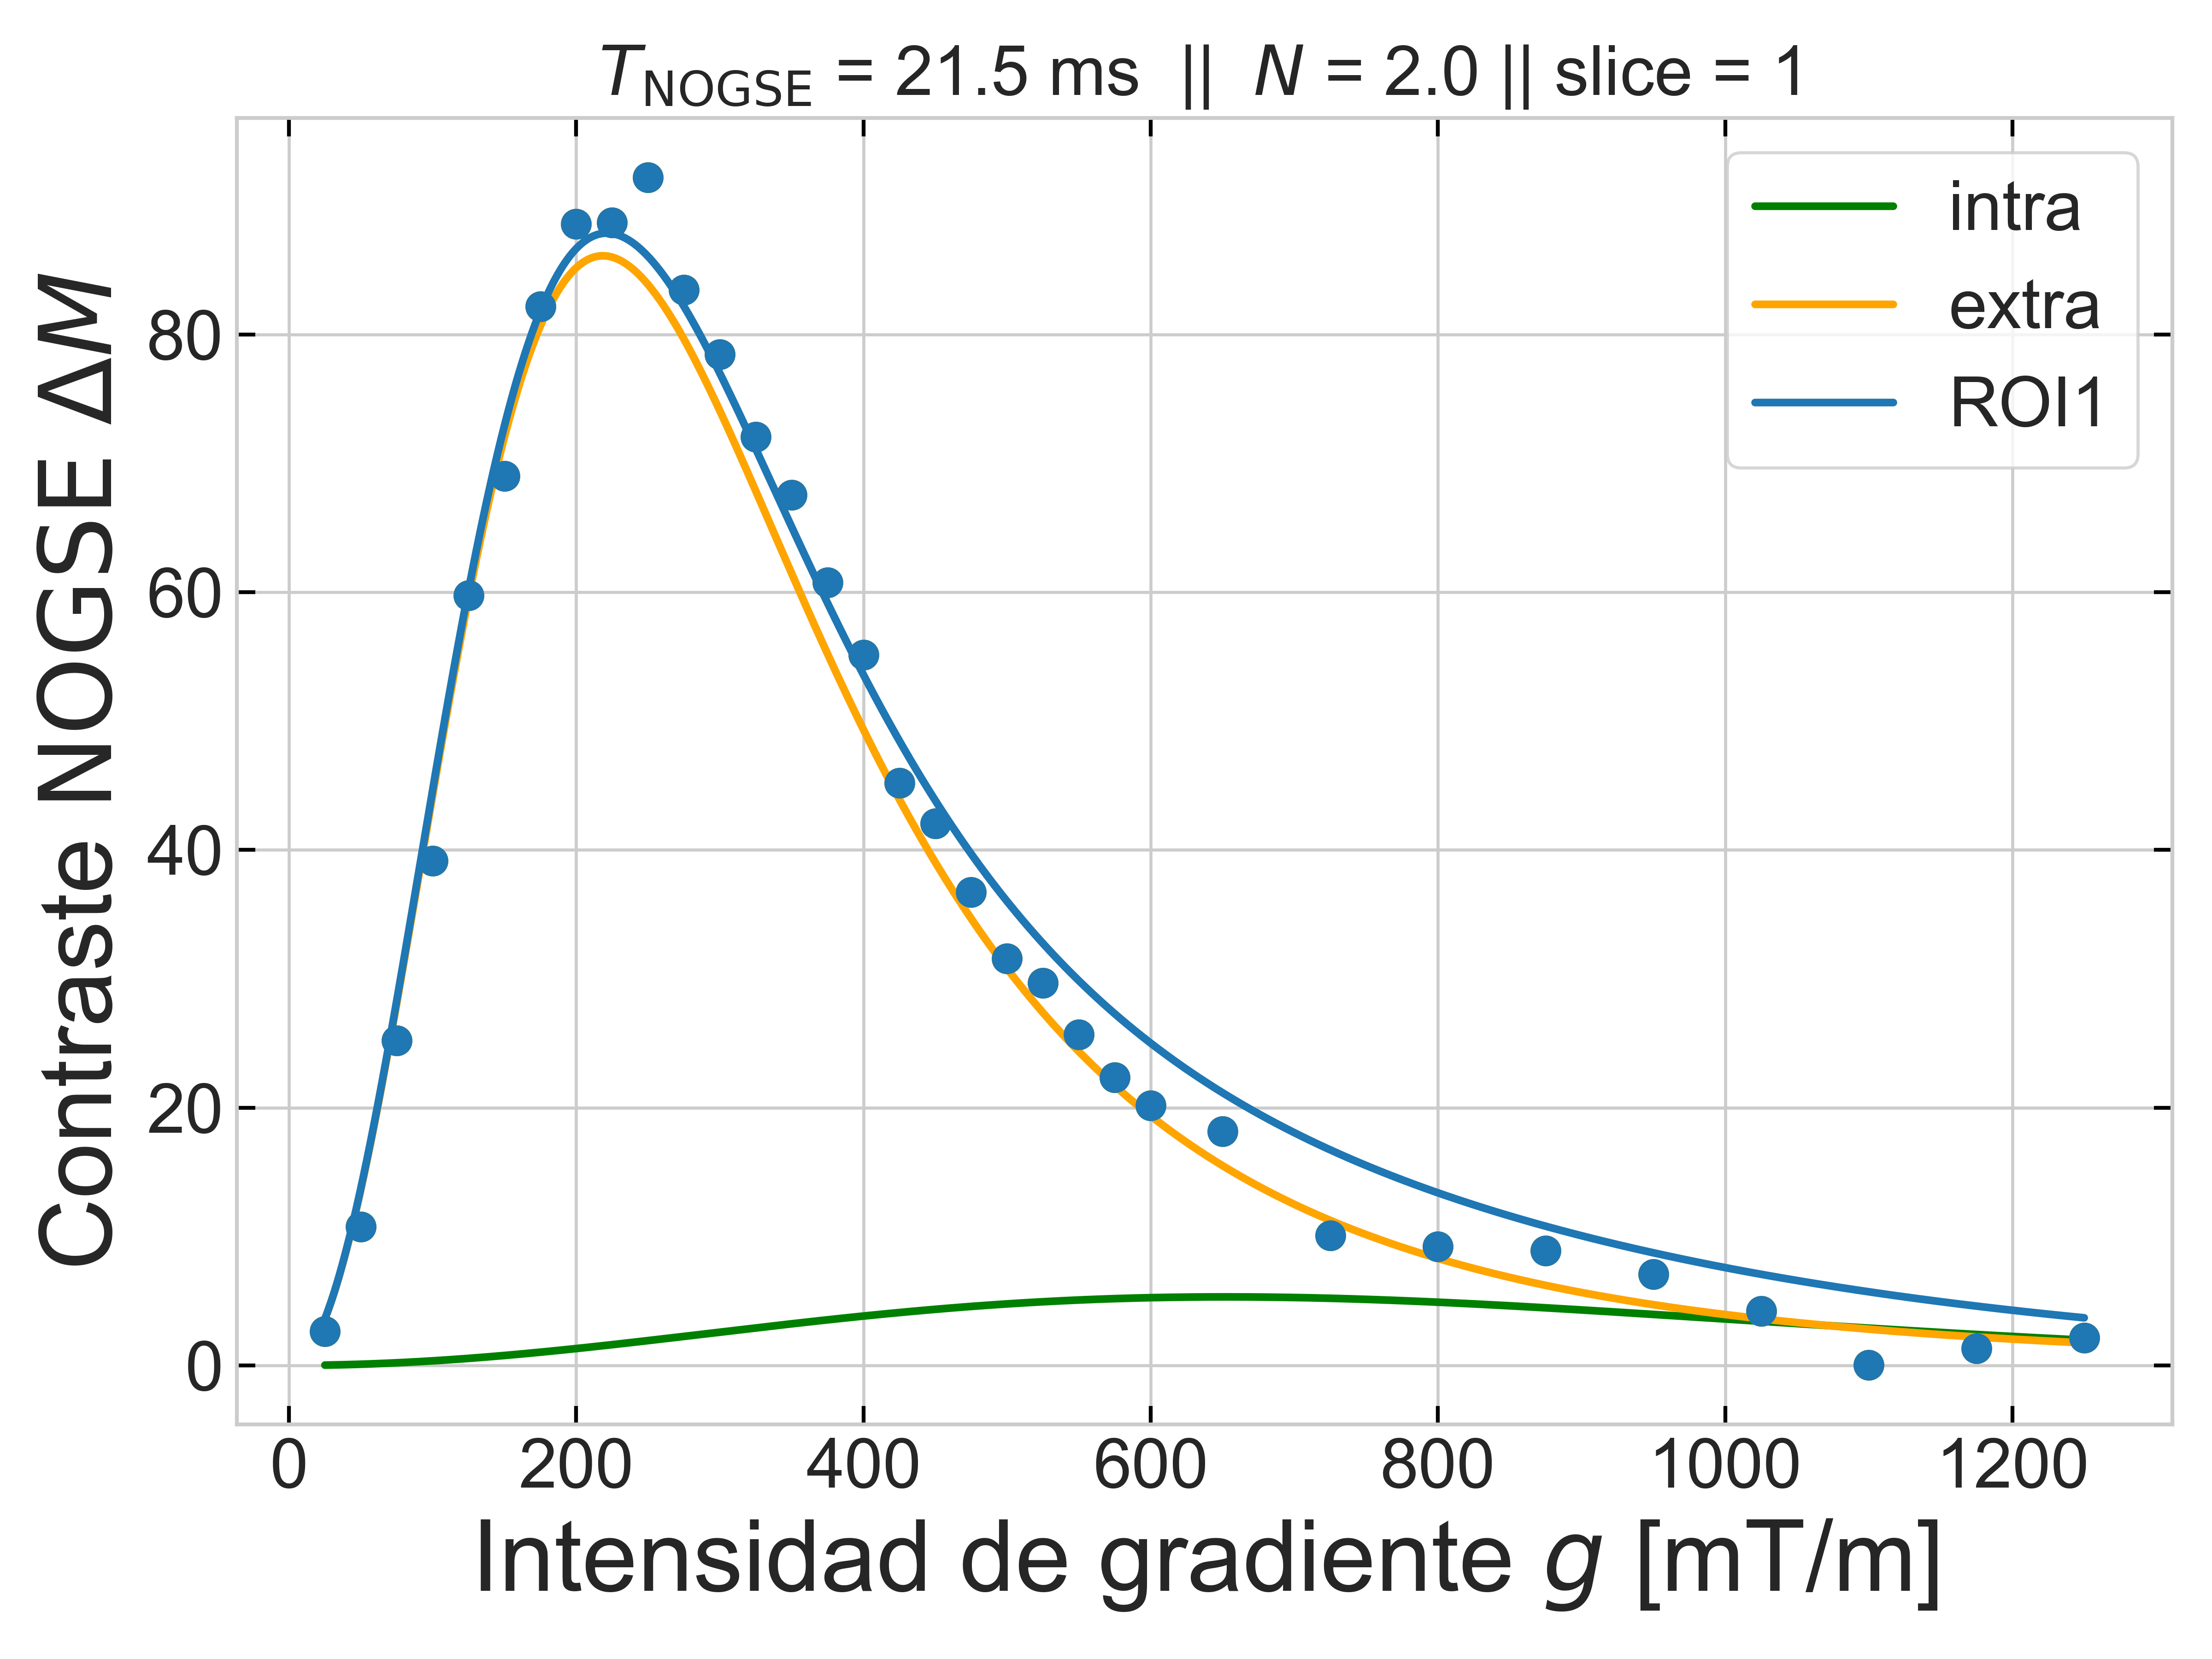 T_NOGSE = 21.5 ms || N = 2.0 || slice = 1
Contraste NOGSE ΔM
80
60
40
20
0
intra
extra
ROI1
0 200 400 600 800 1000 1200
Intensidad de gradiente g [mT/m]